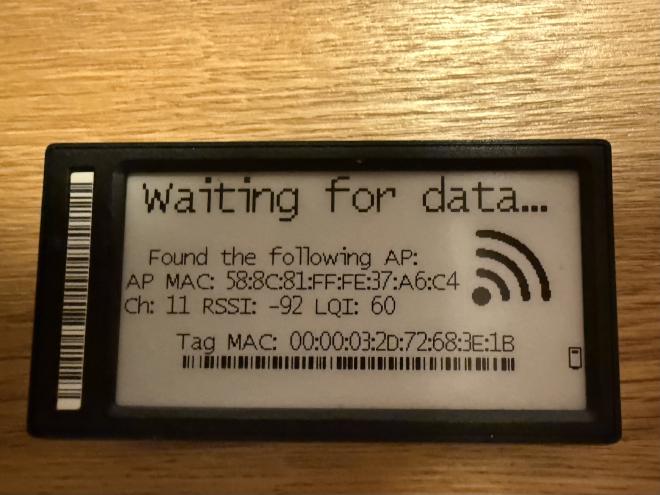 Waiting for data...
Found the following AP:
AP MAC: 58:8C:81:FF:FE:37:A6:C4
Ch: 11 RSSI: -92 LQI: 60
Tag MAC: 00:00:03:2D:72:68:3E:1B